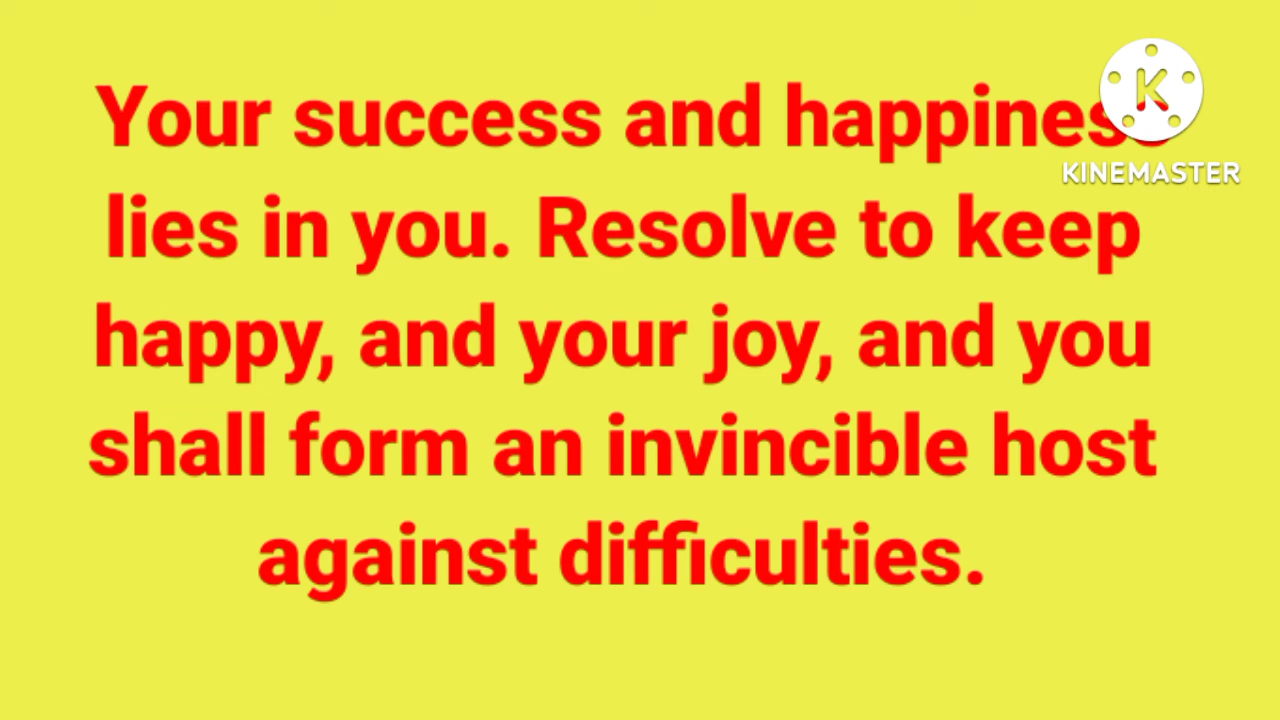 Your success and happiness
lies in you. Resolve to keep
happy, and your joy, and you
shall form an invincible host
against difficulties.
K
KINEMASTER